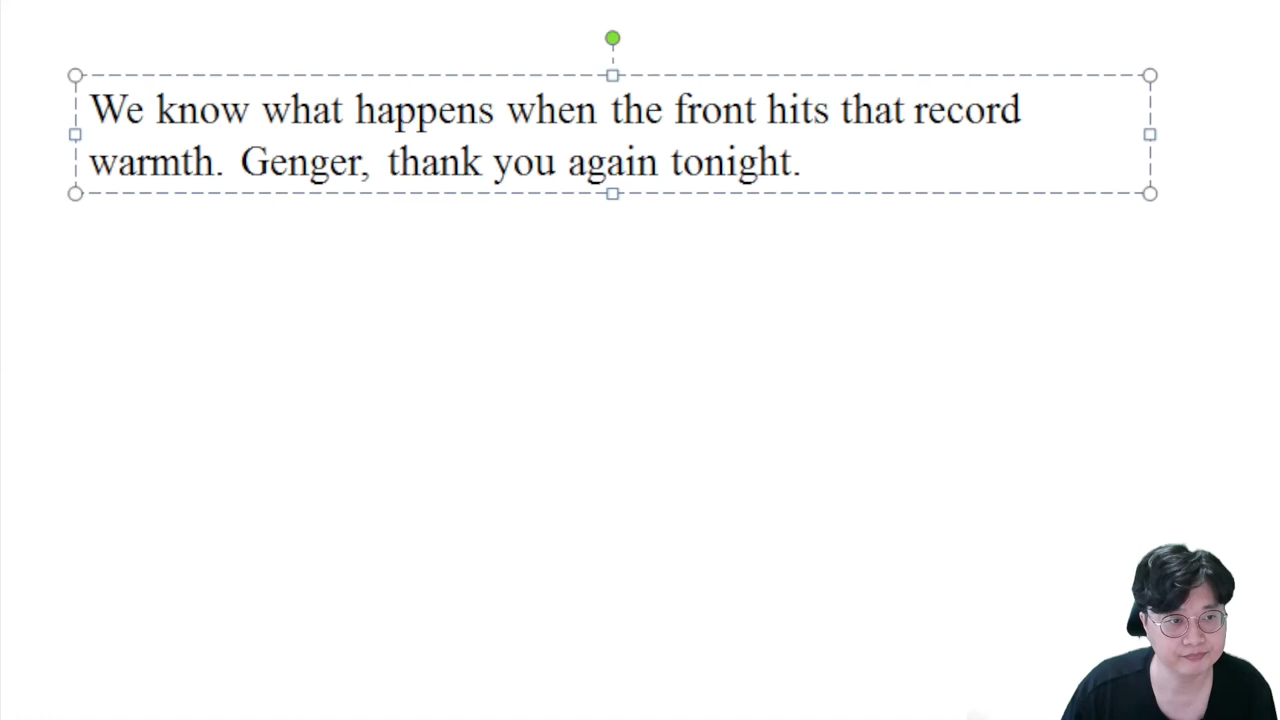 We know what happens when the front hits that record
warmth. Genger, thank you again tonight.